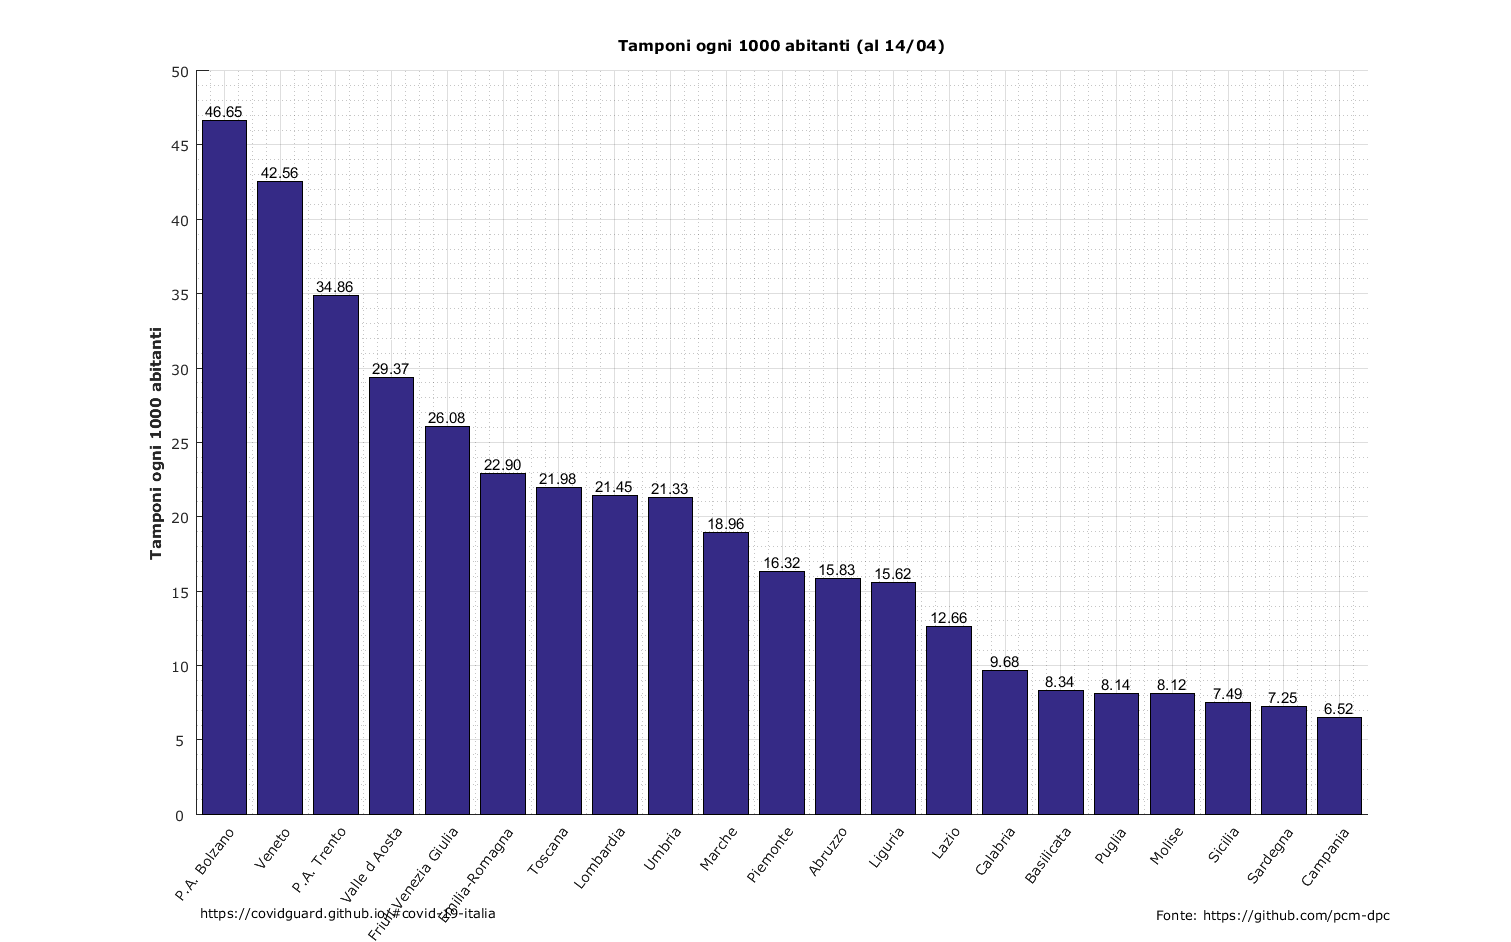 Tamponi ogni 1000 abitanti (al 14/04)
Tamponi ogni 1000 abitanti
50
45
40
35
30
25
20
15
10
5
0
46.65
42.56
34.86
29.37
26.08
22.90
21.98
21.45
21.33
18.96
16.32
15.83
15.62
12.66
9.68
8.34
8.14
8.12
7.49
7.25
6.52
P.A. Bolzano
Veneto
P.A. Trento
Valle d Aosta
Friuli Venezia Giulia
Emilia-Romagna
Toscana
Lombardia
Umbria
Marche
Piemonte
Abruzzo
Liguria
Lazio
Calabria
Basilicata
Puglia
Molise
Sicilia
Sardegna
Campania
https://covidguard.github.io/#covid-19-italia
Fonte: https://github.com/pcm-dpc